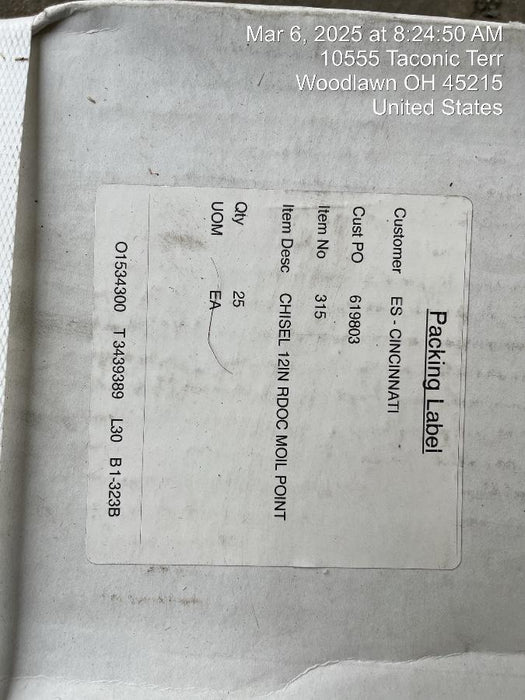 Mar 6, 2025 at 8:24:50 AM
10555 Taconic Terr
Woodlawn OH 45215
United States
Packing Label
Customer ES - CINCINNATI
Cust PO 619803
Item No 315
Item Desc CHISEL 12IN RDOC MOIL POINT
Qty 25
UOM EA
O1534300 T3439389 L30 B1-323B